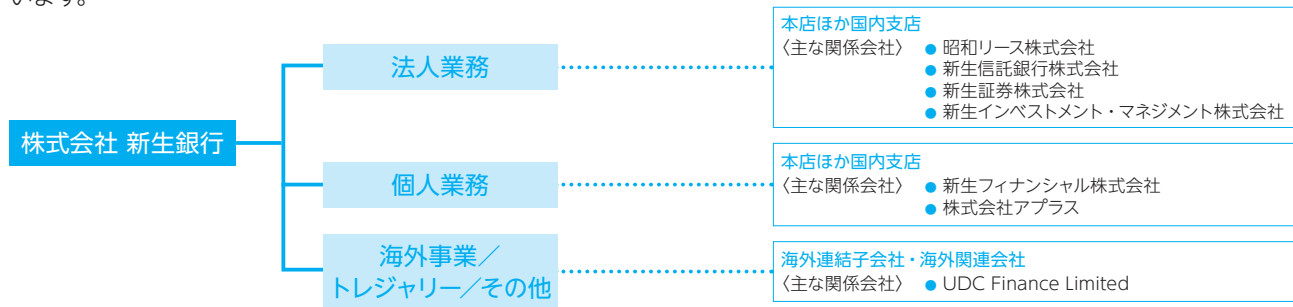 います。
株式会社 新生銀行
法人業務
本店ほか国内支店
〈主な関係会社〉 ● 昭和リース株式会社
● 新生信託銀行株式会社
● 新生証券株式会社
● 新生インベストメント・マネジメント株式会社
個人業務
本店ほか国内支店
〈主な関係会社〉 ● 新生フィナンシャル株式会社
● 株式会社アプラス
海外事業／
トレジャリー／その他
海外連結子会社・海外関連会社
〈主な関係会社〉 ● UDC Finance Limited